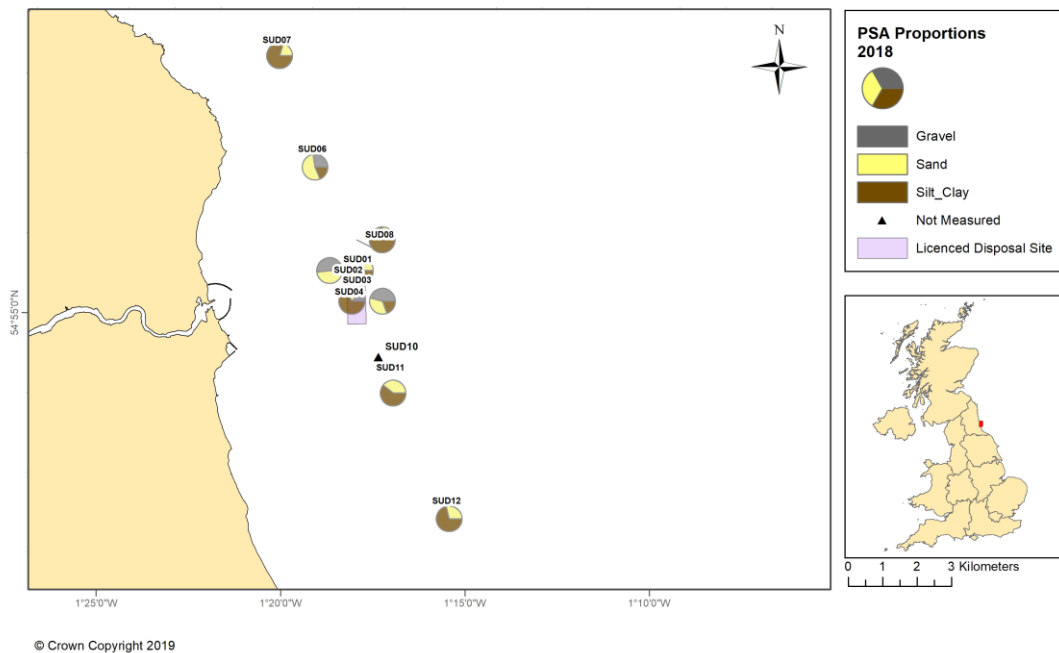 SUD07
SUD06
SUD08
SUD01
SUD02
SUD03
SUD04
SUD10
SUD11
SUD12
N
54°55'0"N
1°25'0"W
1°20'0"W
1°15'0"W
1°10'0"W
PSA Proportions
2018
Gravel
Sand
Silt_Clay
Not Measured
Licenced Disposal Site
0 1 2 3 Kilometers
© Crown Copyright 2019